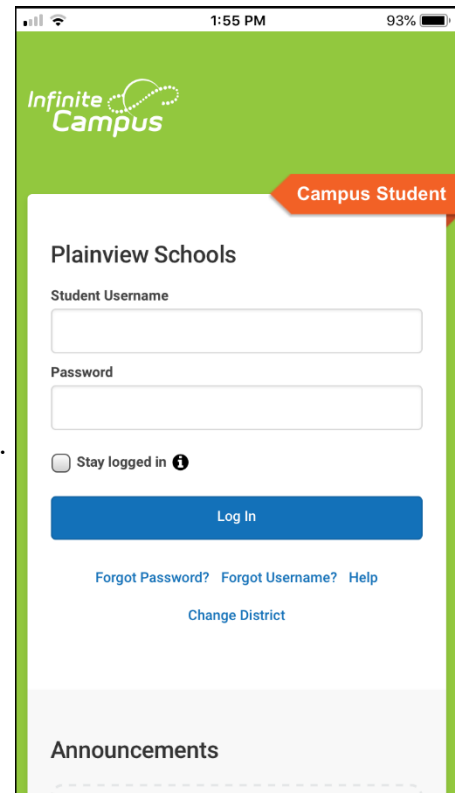 1:55 PM 93%
Infinite
Campus
Campus Student
Plainview Schools
Student Username
Password
.
Stay logged in
Log In
Forgot Password? Forgot Username? Help
Change District
Announcements